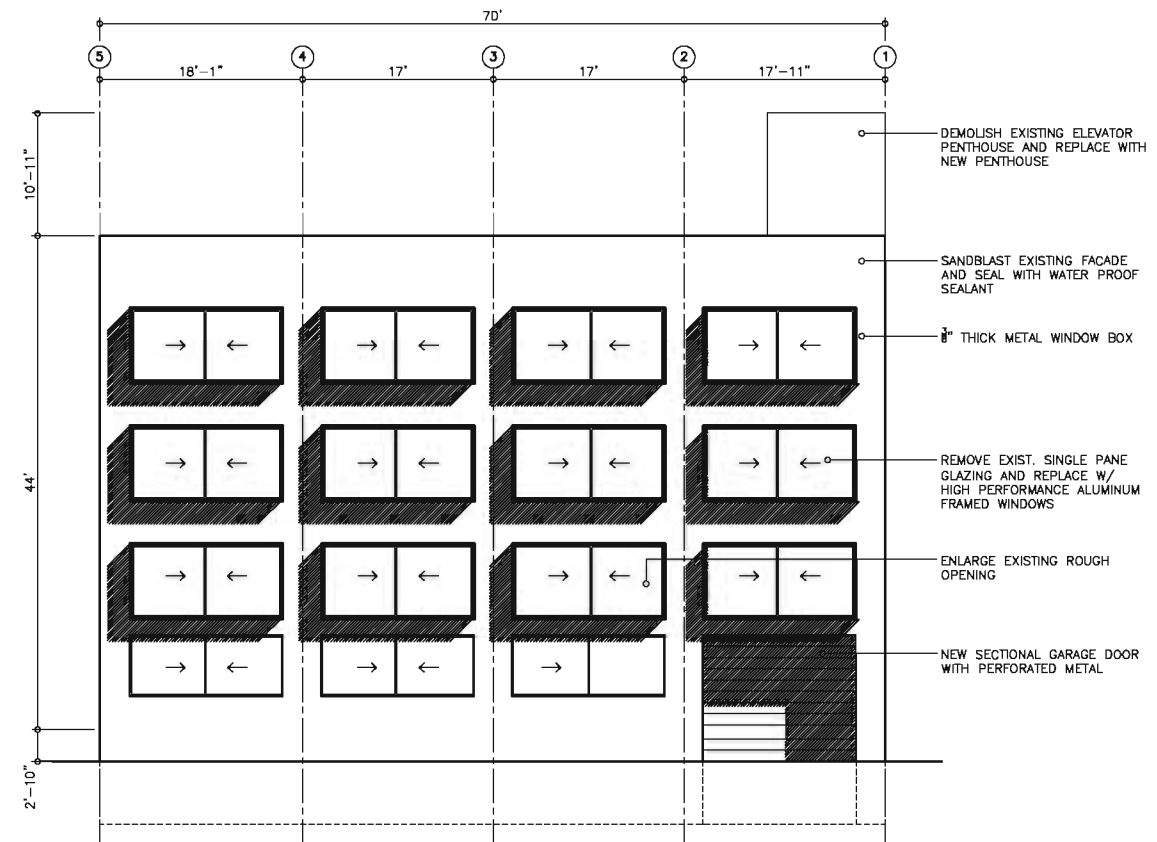 70'
5
4
3
2
1
18'-1"
17'
17'
17'-11"
10'-11"
44'
2'-10"
DEMOLISH EXISTING ELEVATOR
PENTHOUSE AND REPLACE WITH
NEW PENTHOUSE
SANDBLAST EXISTING FACADE
AND SEAL WITH WATER PROOF
SEALANT
3/8" THICK METAL WINDOW BOX
REMOVE EXIST. SINGLE PANE
GLAZING AND REPLACE W/
HIGH PERFORMANCE ALUMINUM
FRAMED WINDOWS
ENLARGE EXISTING ROUGH
OPENING
NEW SECTIONAL GARAGE DOOR
WITH PERFORATED METAL